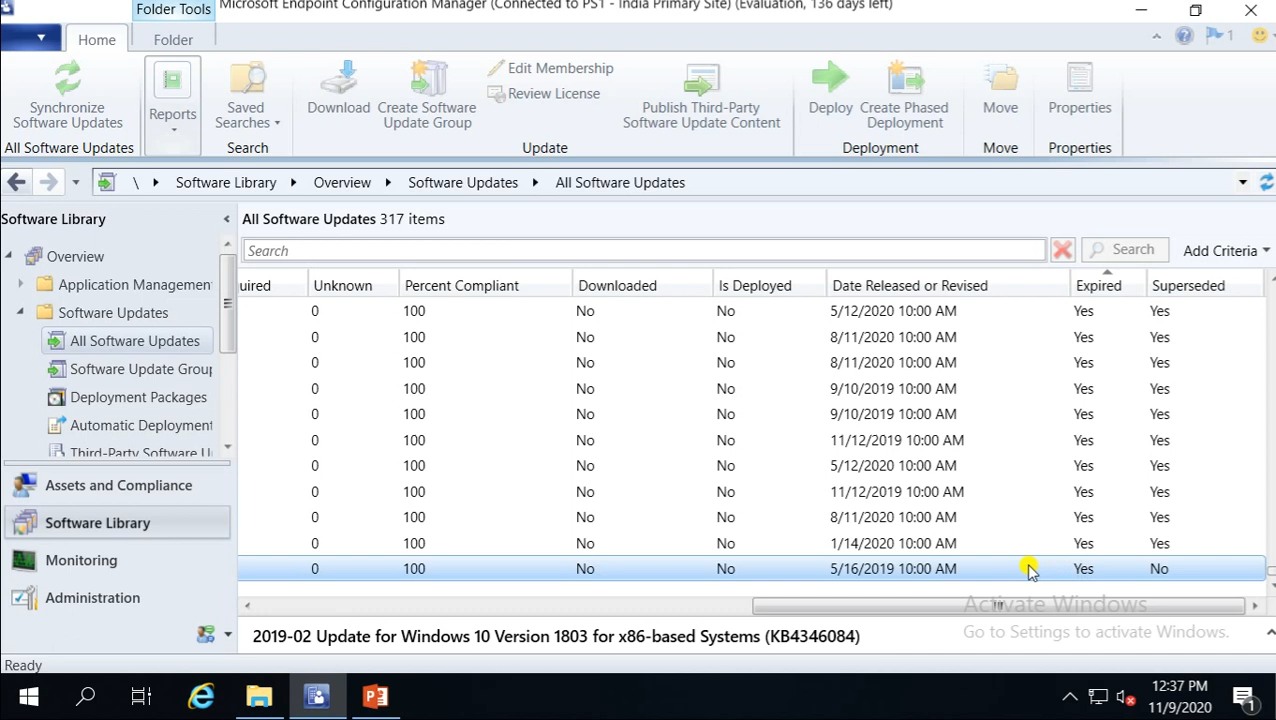 Folder Tools Microsoft Endpoint Configuration Manager (Connected to PS1 - India Primary Site) (Evaluation, 136 days left)
Home Folder 1
Synchronize Software Updates
Reports
Saved Searches
Download
Create Software Update Group
Edit Membership
Review License
Publish Third-Party Software Update Content
Deploy
Create Phased Deployment
Move
Properties
All Software Updates Search Update Deployment Move Properties
\ Software Library Overview Software Updates All Software Updates
Software Library
Overview
Application Managemen
Software Updates
All Software Updates
Software Update Group
Deployment Packages
Automatic Deployment
Third-Party Software U
Assets and Compliance
Software Library
Monitoring
Administration
All Software Updates 317 items
Search Search Add Criteria
uired Unknown Percent Compliant Downloaded Is Deployed Date Released or Revised Expired Superseded
0 100 No No 5/12/2020 10:00 AM Yes Yes
0 100 No No 8/11/2020 10:00 AM Yes Yes
0 100 No No 8/11/2020 10:00 AM Yes Yes
0 100 No No 9/10/2019 10:00 AM Yes Yes
0 100 No No 9/10/2019 10:00 AM Yes Yes
0 100 No No 11/12/2019 10:00 AM Yes Yes
0 100 No No 5/12/2020 10:00 AM Yes Yes
0 100 No No 11/12/2019 10:00 AM Yes Yes
0 100 No No 8/11/2020 10:00 AM Yes Yes
0 100 No No 1/14/2020 10:00 AM Yes Yes
0 100 No No 5/16/2019 10:00 AM Yes No
Activate Windows
Go to Settings to activate Windows.
2019-02 Update for Windows 10 Version 1803 for x86-based Systems (KB4346084)
Ready
12:37 PM
11/9/2020
1